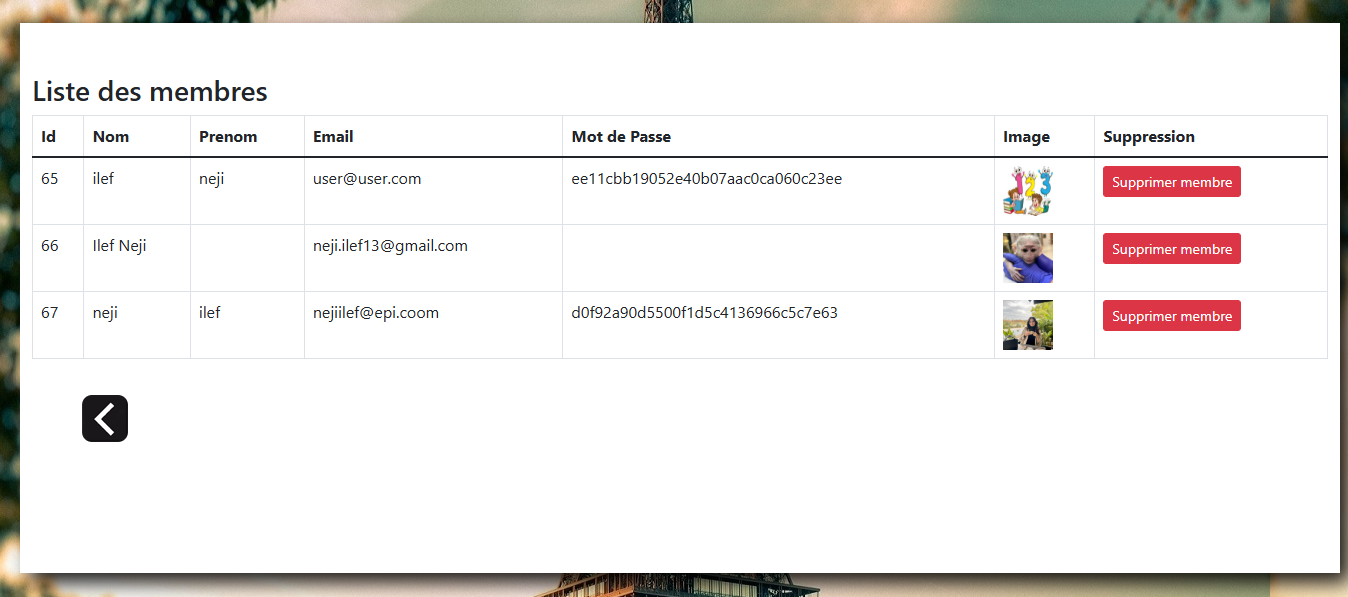 Liste des membres
Id Nom Prenom Email Mot de Passe Image Suppression
65 ilef neji user@user.com ee11cbb19052e40b07aac0ca060c23ee 123 Supprimer membre
66 Ilef Neji neji.ilef13@gmail.com Supprimer membre
67 neji ilef nejiilef@epi.coom d0f92a90d5500f1d5c4136966c5c7e63 Supprimer membre